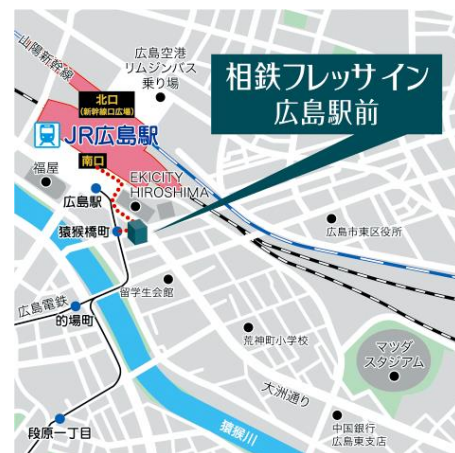 山陽新幹線
広島空港
リムジンバス
乗り場
相鉄フレッサイン
広島駅前
北口
(新幹線口広場)
JR広島駅
南口
福屋
EKICITY
HIROSHIMA
広島駅
猿猴橋町
広島市東区役所
留学生会館
広島電鉄
的場町
荒神町小学校
マツダ
スタジアム
大洲通り
中国銀行
広島東支店
猿猴川
段原一丁目